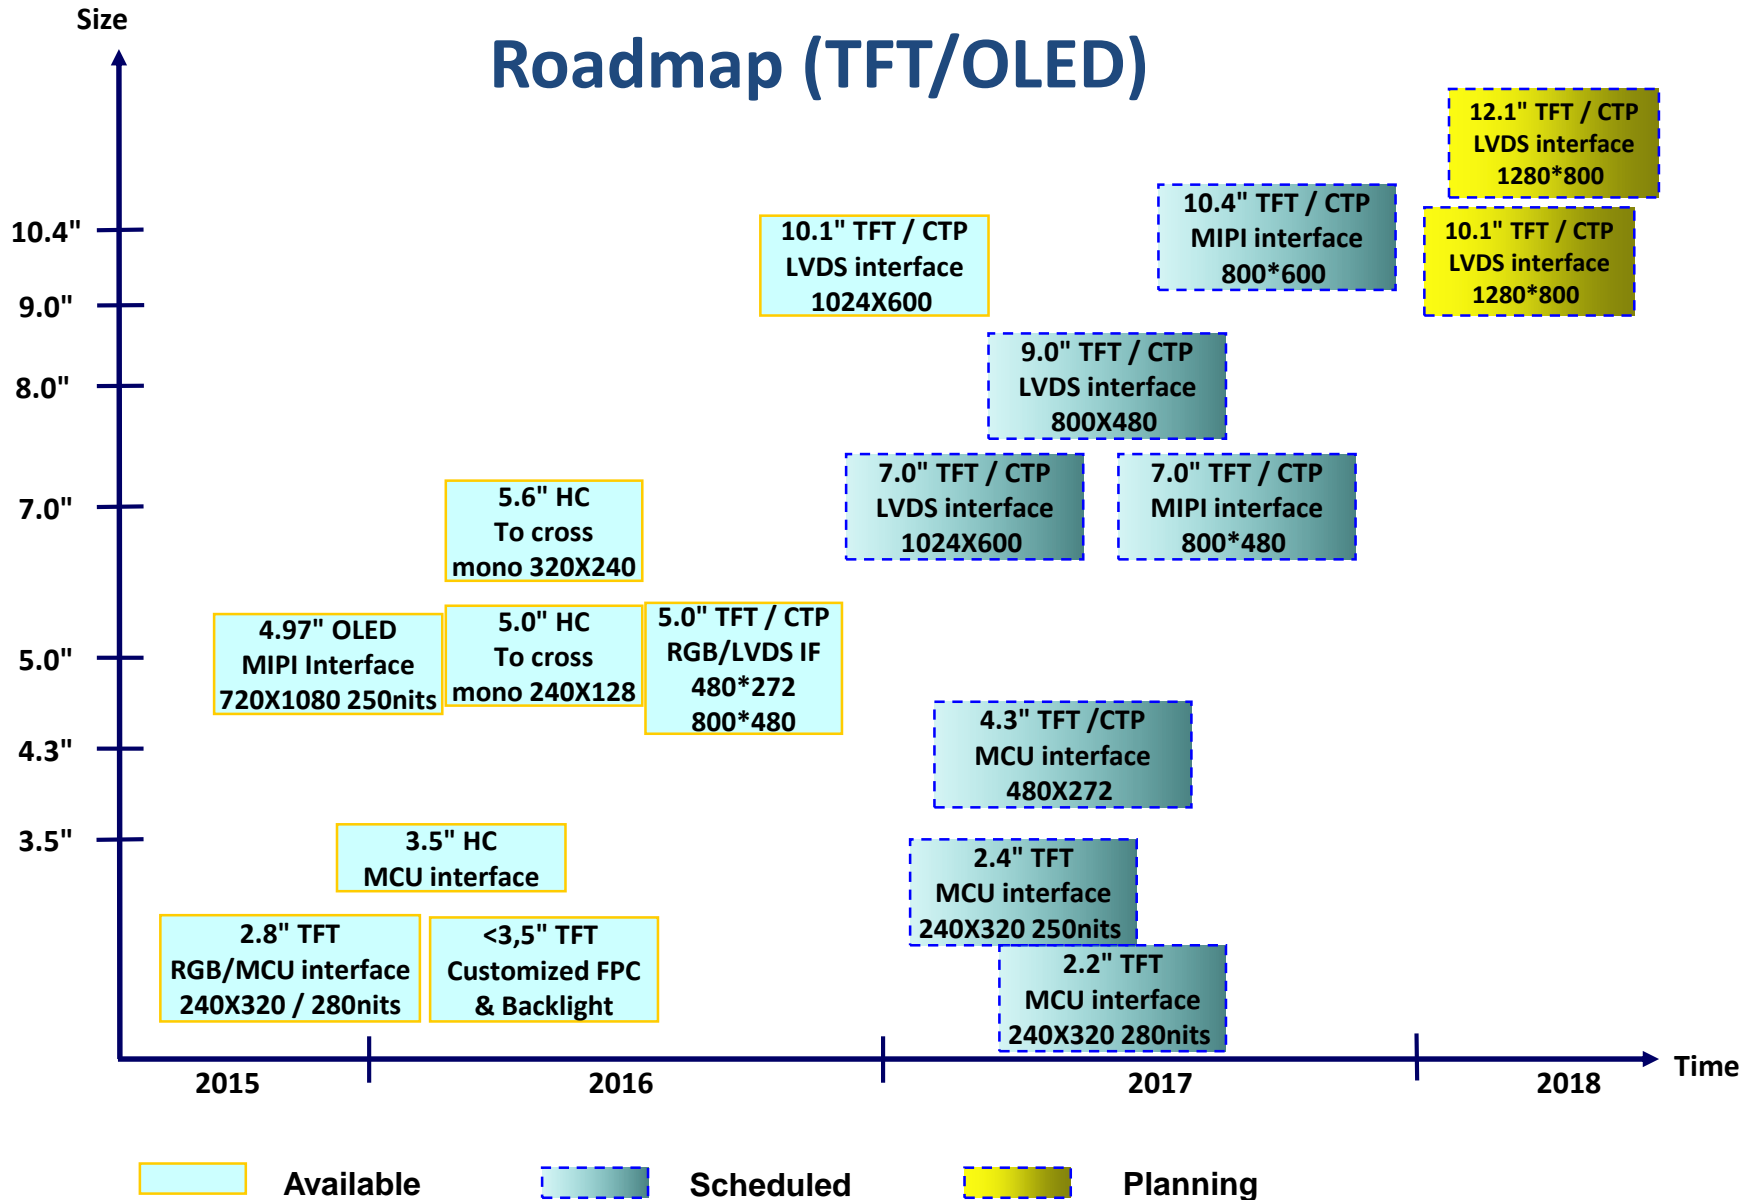 Size
Roadmap (TFT/OLED)
12.1" TFT / CTP
LVDS interface
1280*800
10.4" TFT / CTP
MIPI interface
800*600
10.1" TFT / CTP
LVDS interface
1280*800
10.1" TFT / CTP
LVDS interface
1024X600
10.4"
9.0"
8.0"
7.0"
5.0"
4.3"
3.5"
9.0" TFT / CTP
LVDS interface
800X480
7.0" TFT / CTP
LVDS interface
1024X600
7.0" TFT / CTP
MIPI interface
800*480
5.6" HC
To cross
mono 320X240
4.97" OLED
MIPI Interface
720X1080 250nits
5.0" HC
To cross
mono 240X128
5.0" TFT / CTP
RGB/LVDS IF
480*272
800*480
4.3" TFT /CTP
MCU interface
480X272
3.5" HC
MCU interface
2.4" TFT
MCU interface
240X320 250nits
2.8" TFT
RGB/MCU interface
240X320 / 280nits
<3,5" TFT
Customized FPC
& Backlight
2.2" TFT
MCU interface
240X320 280nits
Time
2015
2016
2017
2018
Available
Scheduled
Planning